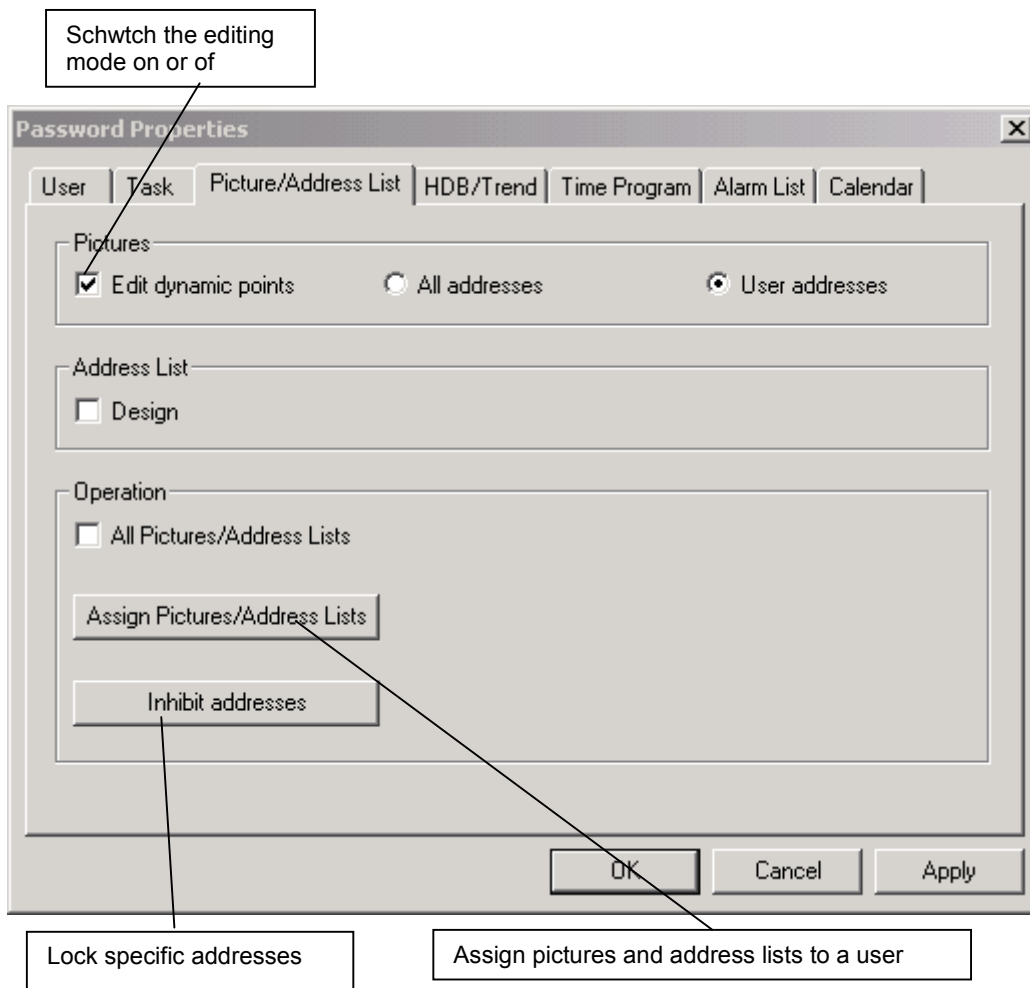 Schwtch the editing
mode on or of
Password Properties
User Task Picture/Address List HDB/Trend Time Program Alarm List Calendar
Pictures
Edit dynamic points All addresses User addresses
Address List
Design
Operation
All Pictures/Address Lists
Assign Pictures/Address Lists
Inhibit addresses
OK Cancel Apply
Lock specific addresses
Assign pictures and address lists to a user